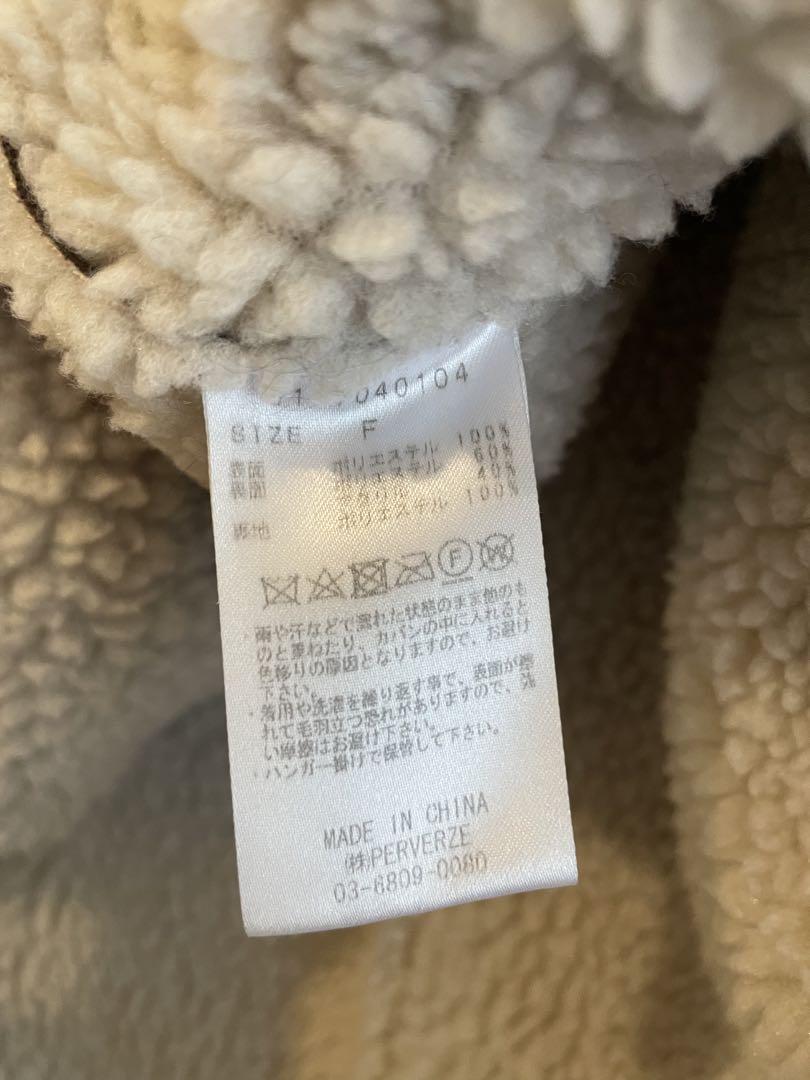 040104
SIZE F
表面 ポリエステル 100%
裏面 ポリエステル 60%
アクリル 40%
裏地 ポリエステル 100%
F W
・雨や汗などで濡れた状態のまま他のも
のと重ねたり、カバンの中に入れると
色移りの原因となりますので、お避け
下さい。
・着用や洗濯を繰り返す事で、表面が擦
れて毛羽立つ恐れがありますので、洗
い摩擦はお避け下さい。
・ハンガー掛けで保管して下さい。
MADE IN CHINA
(株)PERVERZE
03-6809-0080